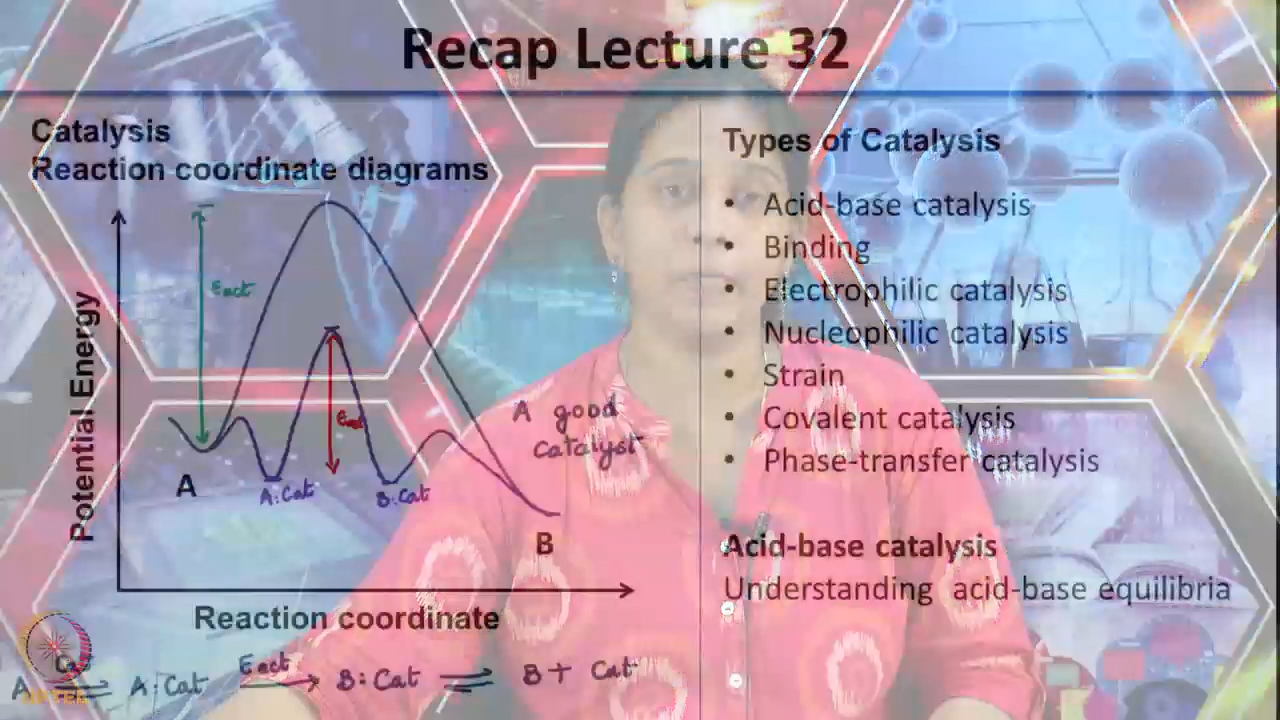 Recap Lecture 32
Catalysis
Reaction coordinate diagrams
Eact
Eact
Potential Energy
A
A:Cat
B:Cat
A good
catalyst
B
Reaction coordinate
Cat
A ⇌ A:Cat Eact → B:Cat ⇌ B + Cat
NPTEL
Types of Catalysis
• Acid-base catalysis
• Binding
• Electrophilic catalysis
• Nucleophilic catalysis
• Strain
• Covalent catalysis
• Phase-transfer catalysis
Acid-base catalysis
Understanding acid-base equilibria